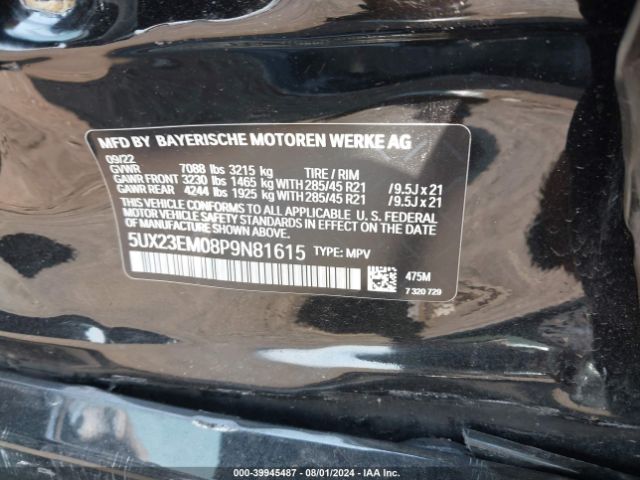 MFD BY BAYERISCHE MOTOREN WERKE AG
09/22
GVWR 7088 lbs 3215 kg TIRE / RIM
GAWR FRONT 3230 lbs 1465 kg WITH 285/45 R21 /9.5J x 21
GAWR REAR 4244 lbs 1925 kg WITH 285/45 R21 /9.5J x 21
THIS VEHICLE CONFORMS TO ALL APPLICABLE U. S. FEDERAL
MOTOR VEHICLE SAFETY STANDARDS IN EFFECT ON THE DATE
OF MANUFACTURE SHOWN ABOVE.
5UX23EM08P9N81615 TYPE: MPV
475M
7 320 729
000-39945487 - 08/01/2024 - IAA Inc.